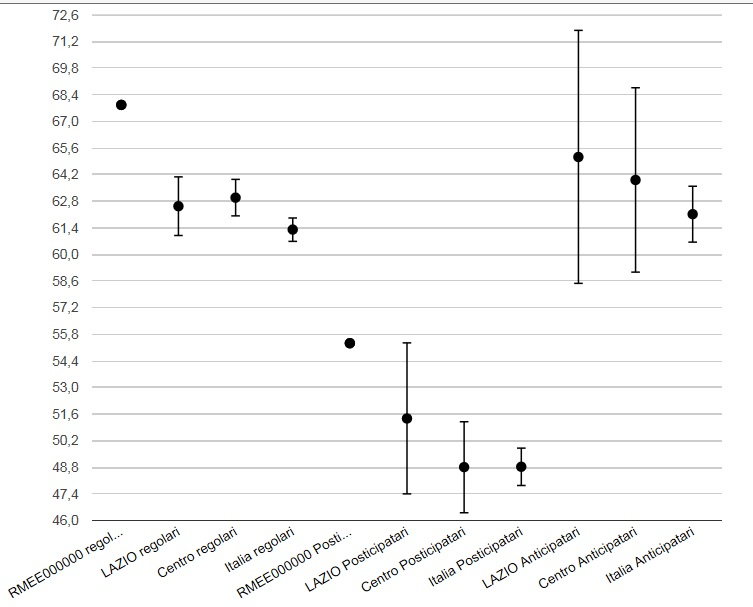 72,6
71,2
69,8
68,4
67,0
65,6
64,2
62,8
61,4
60,0
58,6
57,2
55,8
54,4
53,0
51,6
50,2
48,8
47,4
46,0
RMEE000000 regol...
LAZIO regolari
Centro regolari
Italia regolari
RMEE000000 Posti...
LAZIO Posticipatari
Centro Posticipatari
Italia Posticipatari
LAZIO Anticipatari
Centro Anticipatari
Italia Anticipatari